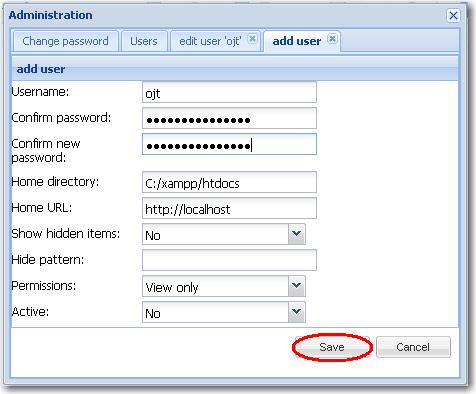 Administration
Change password Users edit user 'ojt' add user
add user
Username: ojt
Confirm password: ●●●●●●●●●●●●●●●
Confirm new password: ●●●●●●●●●●●●●●●
Home directory: C:/xampp/htdocs
Home URL: http://localhost
Show hidden items: No
Hide pattern:
Permissions: View only
Active: No
Save Cancel